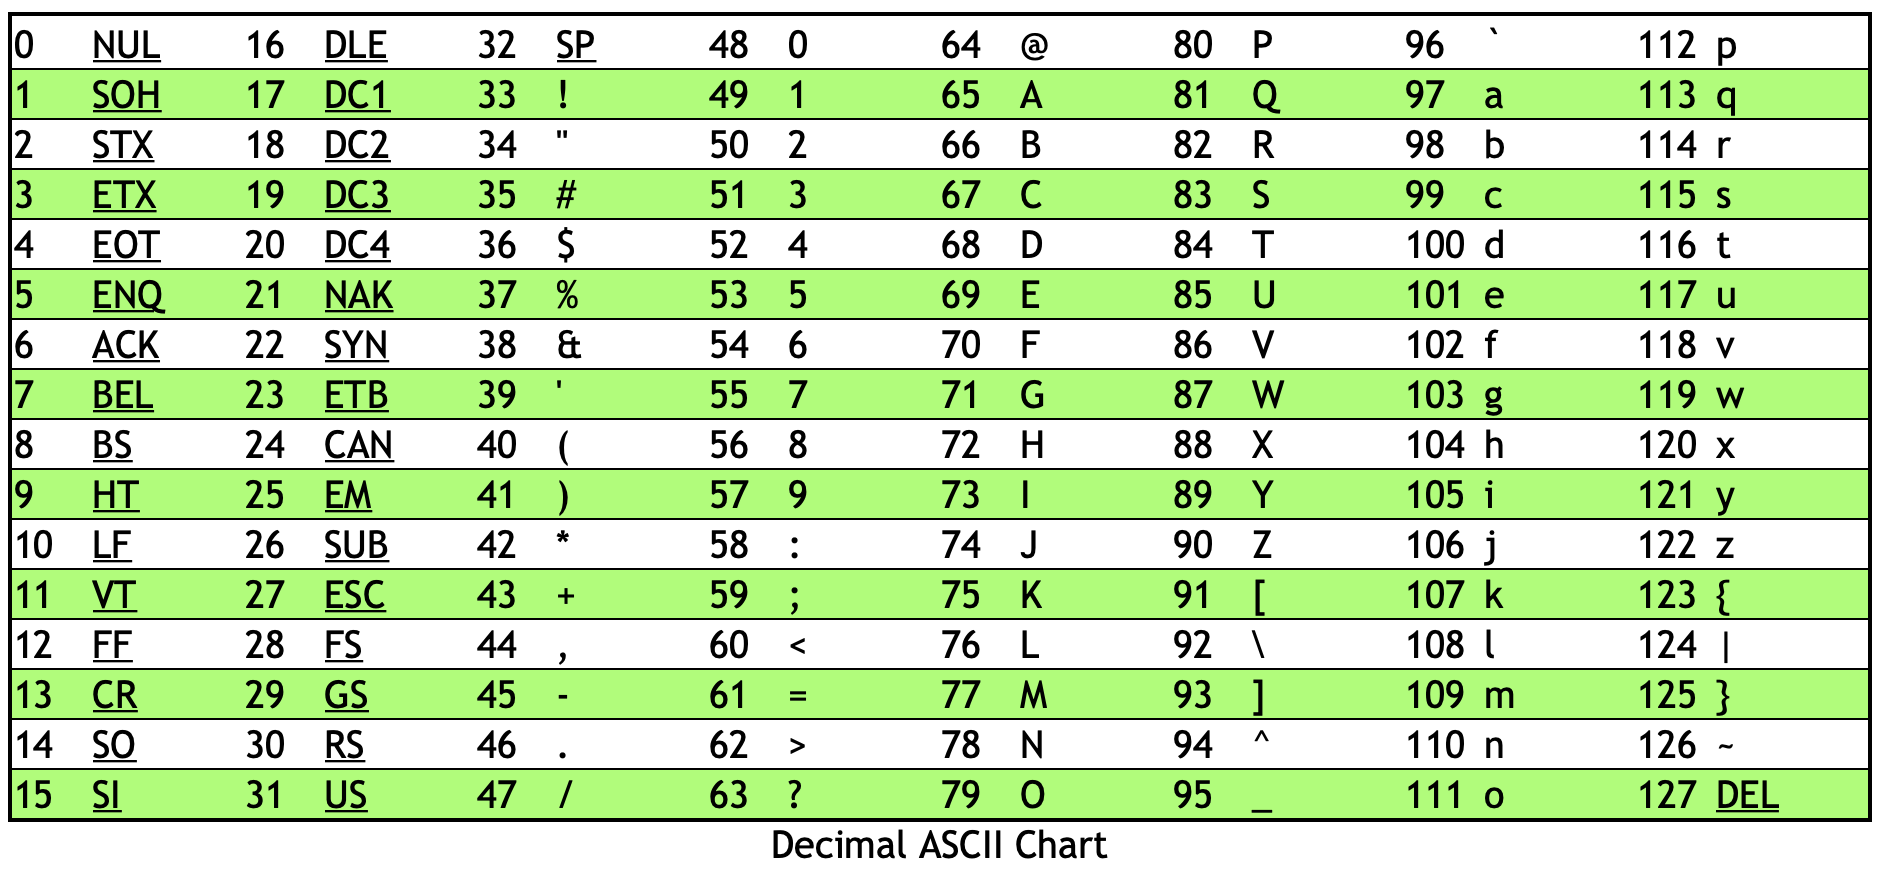 0 NUL 16 DLE 32 SP 48 0 64 @ 80 P 96 ` 112 p
1 SOH 17 DC1 33 ! 49 1 65 A 81 Q 97 a 113 q
2 STX 18 DC2 34 " 50 2 66 B 82 R 98 b 114 r
3 ETX 19 DC3 35 # 51 3 67 C 83 S 99 c 115 s
4 EOT 20 DC4 36 $ 52 4 68 D 84 T 100 d 116 t
5 ENQ 21 NAK 37 % 53 5 69 E 85 U 101 e 117 u
6 ACK 22 SYN 38 & 54 6 70 F 86 V 102 f 118 v
7 BEL 23 ETB 39 ' 55 7 71 G 87 W 103 g 119 w
8 BS 24 CAN 40 ( 56 8 72 H 88 X 104 h 120 x
9 HT 25 EM 41 ) 57 9 73 I 89 Y 105 i 121 y
10 LF 26 SUB 42 * 58 : 74 J 90 Z 106 j 122 z
11 VT 27 ESC 43 + 59 ; 75 K 91 [ 107 k 123 {
12 FF 28 FS 44 , 60 < 76 L 92 \ 108 l 124 |
13 CR 29 GS 45 - 61 = 77 M 93 ] 109 m 125 }
14 SO 30 RS 46 . 62 > 78 N 94 ^ 110 n 126 ~
15 SI 31 US 47 / 63 ? 79 O 95 _ 111 o 127 DEL
Decimal ASCII Chart